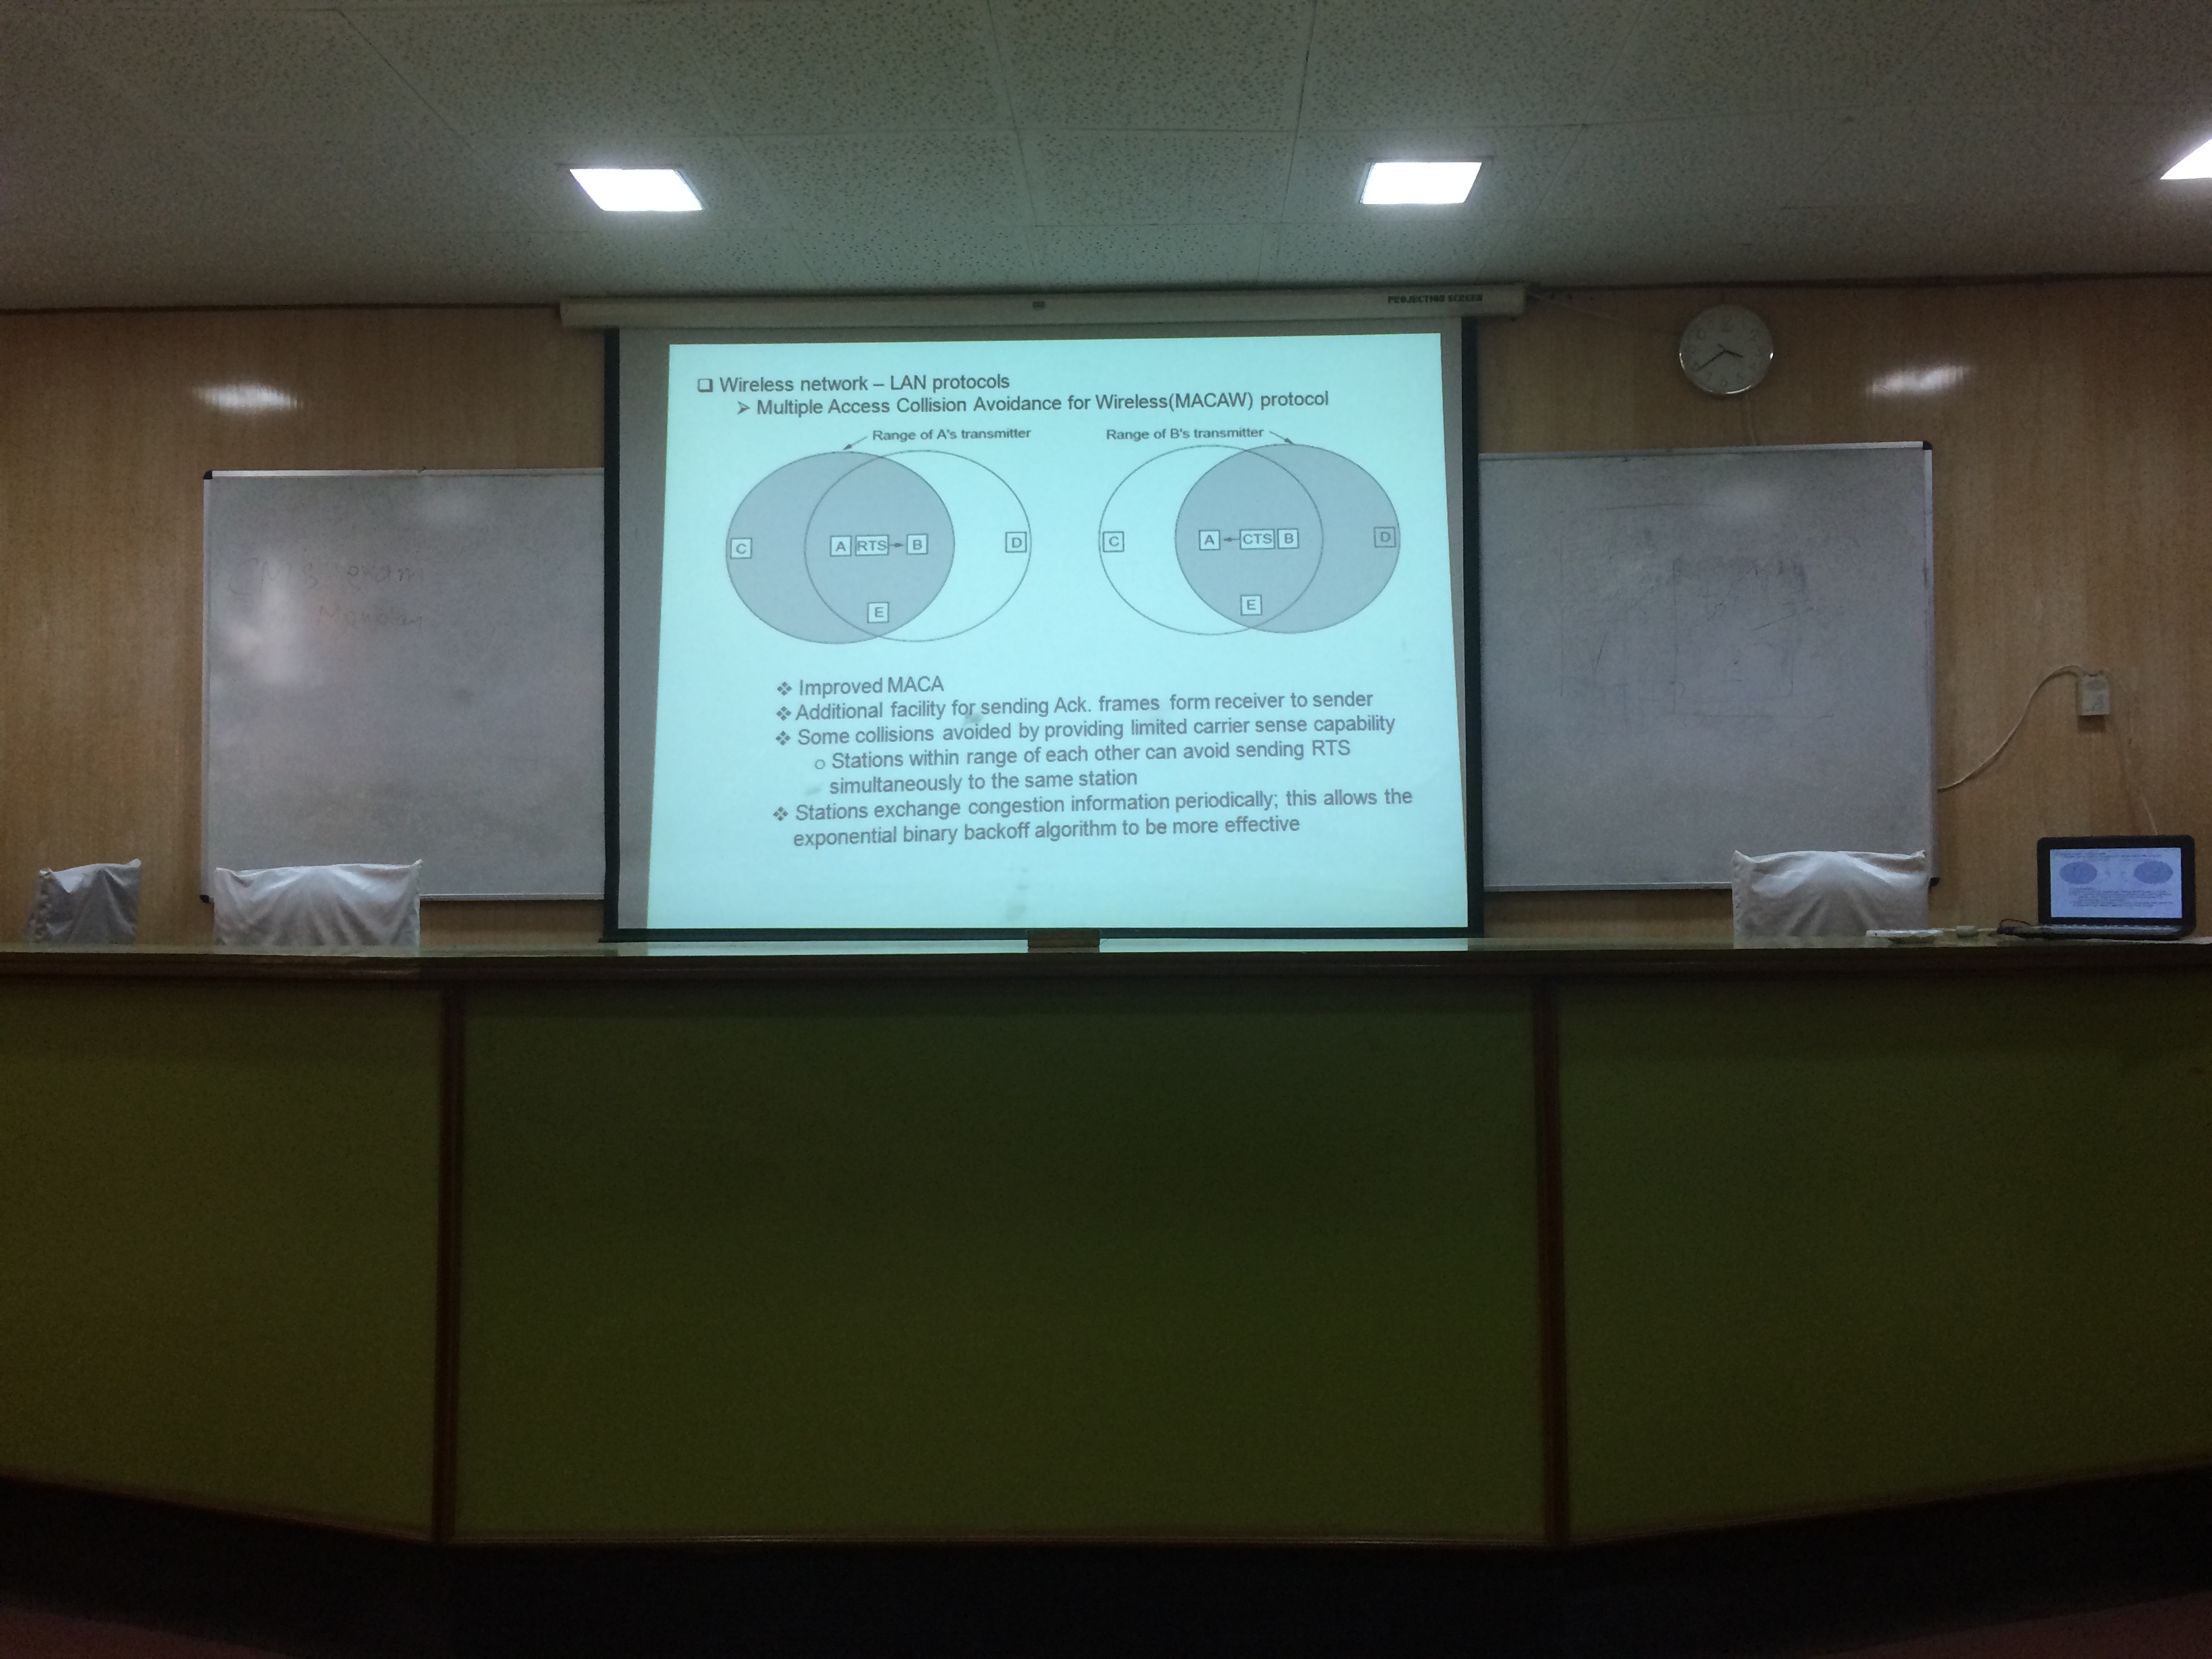 PROJECTION SCREEN
❑ Wireless network – LAN protocols
➢ Multiple Access Collision Avoidance for Wireless(MACAW) protocol
Range of A's transmitter
Range of B's transmitter
C A RTS B D
E
C A CTS B D
E
❖ Improved MACA
❖ Additional facility for sending Ack. frames form receiver to sender
❖ Some collisions avoided by providing limited carrier sense capability
o Stations within range of each other can avoid sending RTS
simultaneously to the same station
❖ Stations exchange congestion information periodically; this allows the
exponential binary backoff algorithm to be more effective
exam